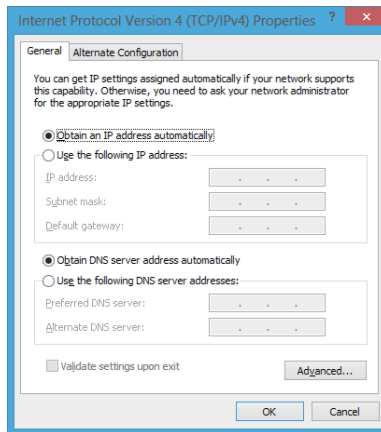 Internet Protocol Version 4 (TCP/IPv4) Properties ? ×
General Alternate Configuration
You can get IP settings assigned automatically if your network supports
this capability. Otherwise, you need to ask your network administrator
for the appropriate IP settings.
Obtain an IP address automatically
Use the following IP address:
IP address: . . .
Subnet mask: . . .
Default gateway: . . .
Obtain DNS server address automatically
Use the following DNS server addresses:
Preferred DNS server: . . .
Alternate DNS server: . . .
Validate settings upon exit
Advanced...
OK Cancel